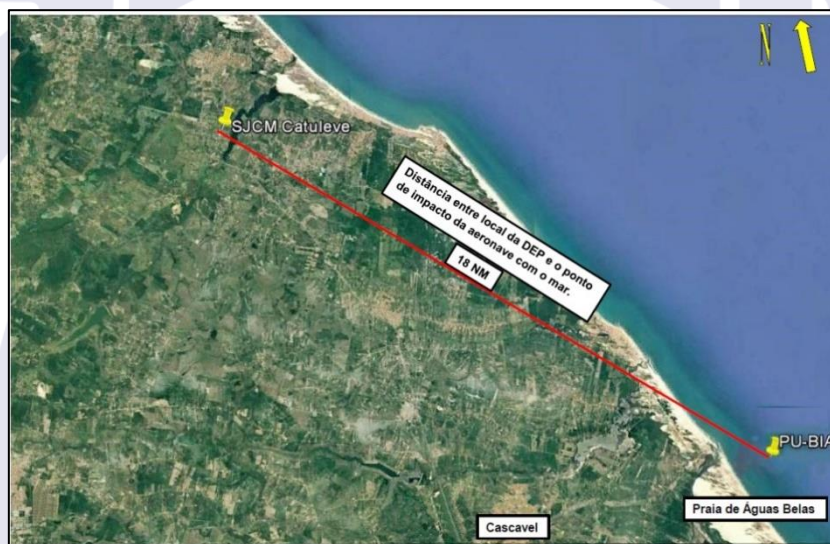 N
SJCM Catuleve
Distância entre local da DEP e o ponto
de impacto da aeronave com o mar.
18 NM
PU-BIA
Praia de Águas Belas
Cascavel